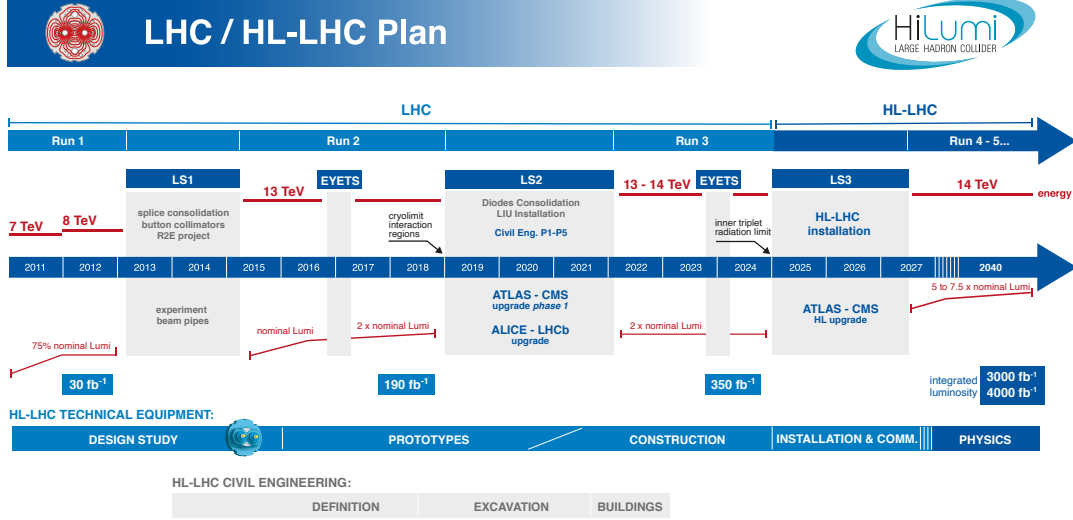 LHC / HL-LHC Plan
HiLumi
LARGE HADRON COLLIDER
LHC
HL-LHC
Run 1
Run 2
Run 3
Run 4 - 5...
LS1
EYETS
LS2
EYETS
LS3
13 TeV
13 - 14 TeV
14 TeV
energy
7 TeV
8 TeV
splice consolidation
button collimators
R2E project
cryolimit
interaction
regions
Diodes Consolidation
LIU Installation
Civil Eng. P1-P5
inner triplet
radiation limit
HL-LHC
installation
2011 2012 2013 2014 2015 2016 2017 2018 2019 2020 2021 2022 2023 2024 2025 2026 2027 2040
experiment
beam pipes
ATLAS - CMS
upgrade phase 1
ALICE - LHCb
upgrade
ATLAS - CMS
HL upgrade
5 to 7.5 x nominal Lumi
75% nominal Lumi
nominal Lumi
2 x nominal Lumi
2 x nominal Lumi
30 fb-1
190 fb-1
350 fb-1
integrated
luminosity
3000 fb-1
4000 fb-1
HL-LHC TECHNICAL EQUIPMENT:
DESIGN STUDY
PROTOTYPES
CONSTRUCTION
INSTALLATION & COMM.
PHYSICS
HL-LHC CIVIL ENGINEERING:
DEFINITION
EXCAVATION
BUILDINGS